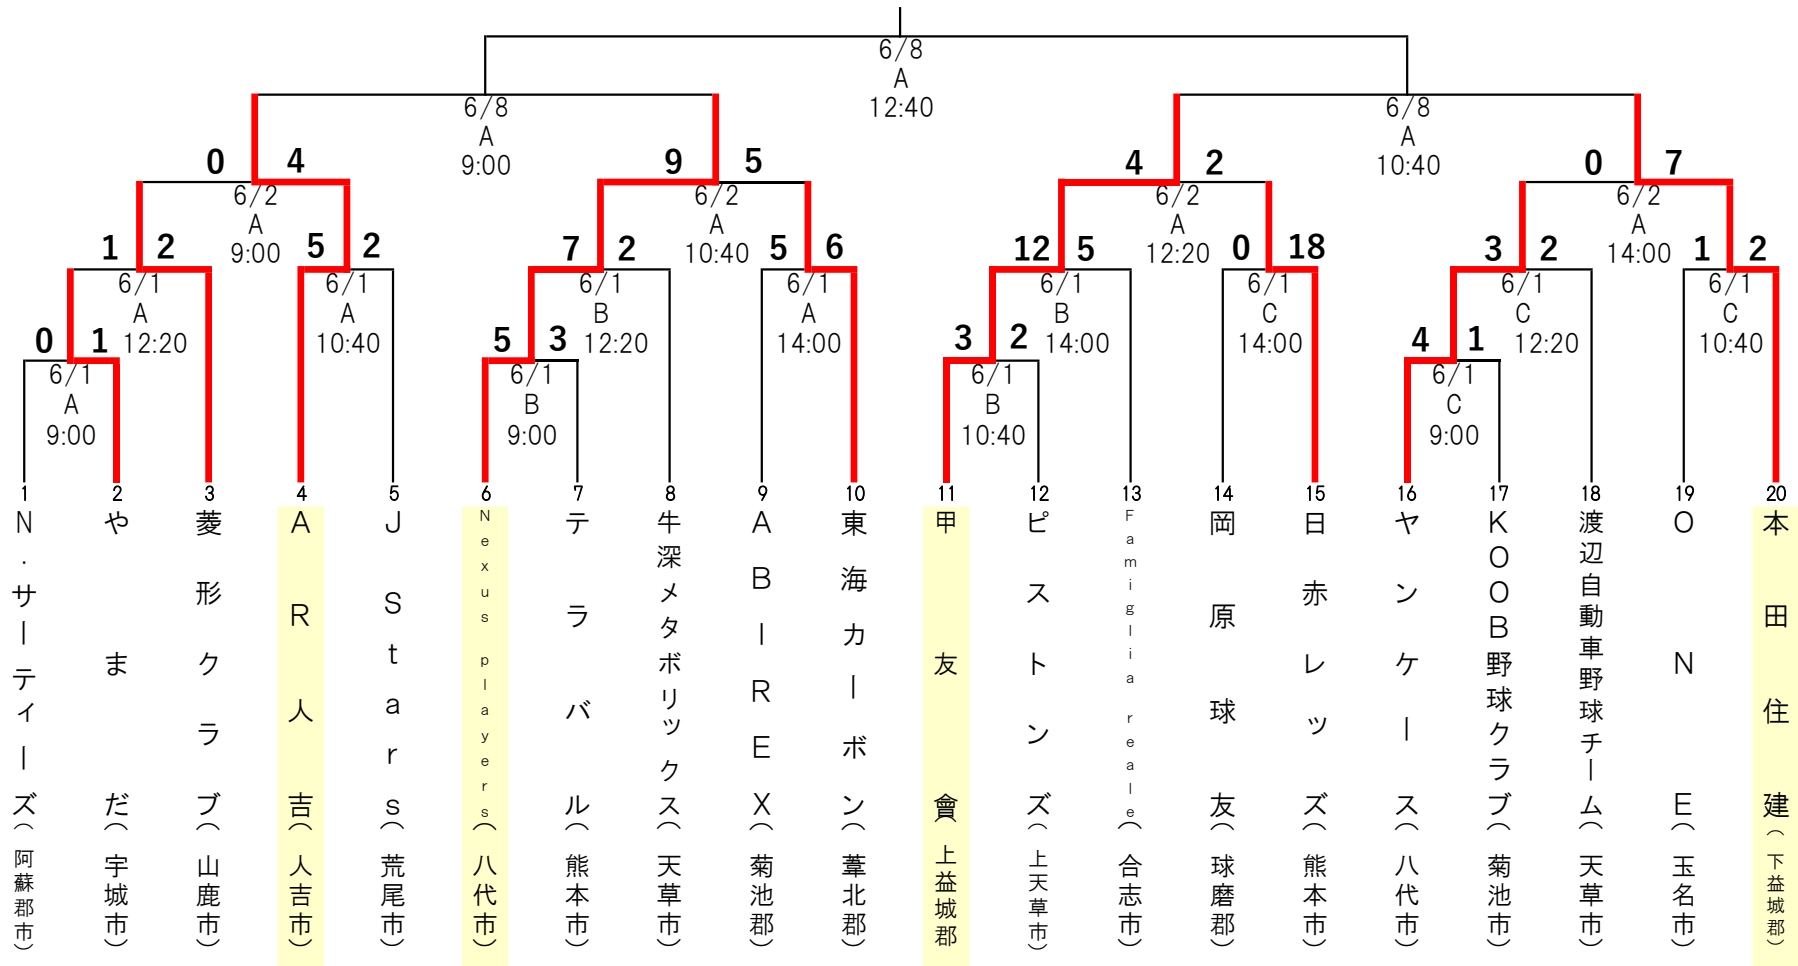 6/8
A
12:40
6/8
A
9:00
6/8
A
10:40
0 4
6/2
A
9:00
9 5
6/2
A
10:40
4 2
6/2
A
12:20
0 7
6/2
A
14:00
1 2
6/1
A
12:20
5 2
6/1
A
10:40
7 2
6/1
B
12:20
5 6
6/1
A
14:00
12 5
6/1
B
14:00
0 18
6/1
C
14:00
3 2
6/1
C
12:20
1 2
6/1
C
10:40
0 1
6/1
A
9:00
5 3
6/1
B
9:00
3 2
6/1
B
10:40
4 1
6/1
C
9:00
1
N.サーティーズ(阿蘇郡市)
2
やまだ(宇城市)
3
菱形クラブ(山鹿市)
4
AR人吉(人吉市)
5
J Stars(荒尾市)
6
Nexus players(八代市)
7
テラバル(熊本市)
8
牛深メタボリックス(天草市)
9
ABIREX(菊池郡)
10
東海カーボン(葦北郡)
11
甲友會(上益城郡
12
ピストンズ(上天草市)
13
Famiglia reale(合志市)
14
岡原球友(球磨郡)
15
日赤レッズ(熊本市)
16
ヤンケース(八代市)
17
KOOB野球クラブ(菊池市)
18
渡辺自動車野球チーム(天草市)
19
ONE(玉名市)
20
本田住建(下益城郡)